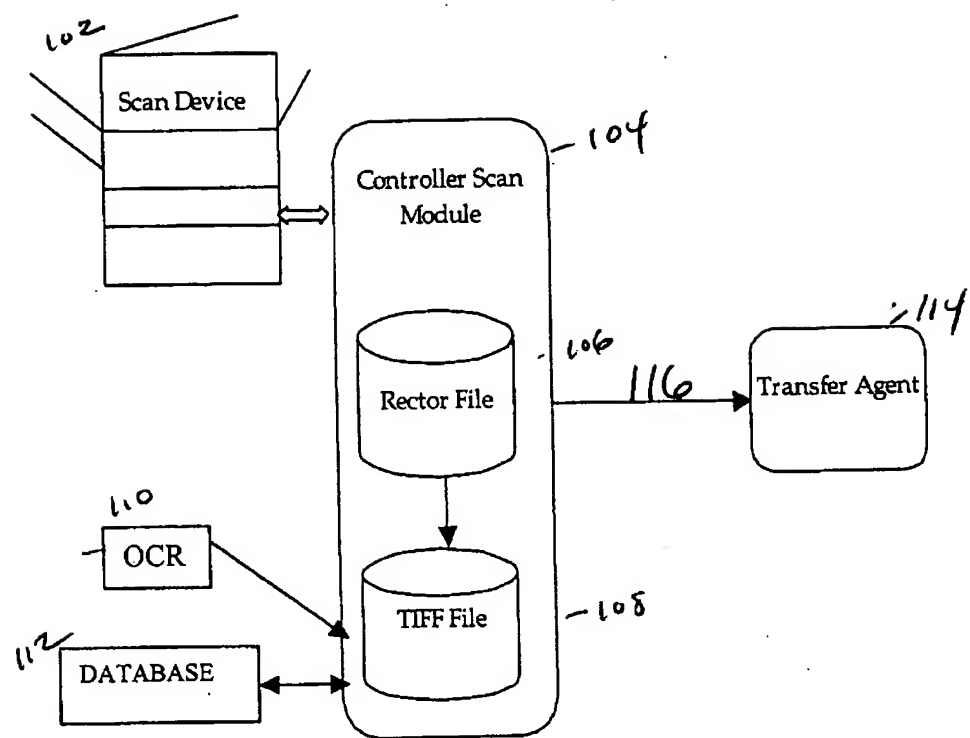 102
Scan Device
104
Controller Scan
Module
106
Rector File
116
114
Transfer Agent
110
OCR
TIFF File
108
112
DATABASE